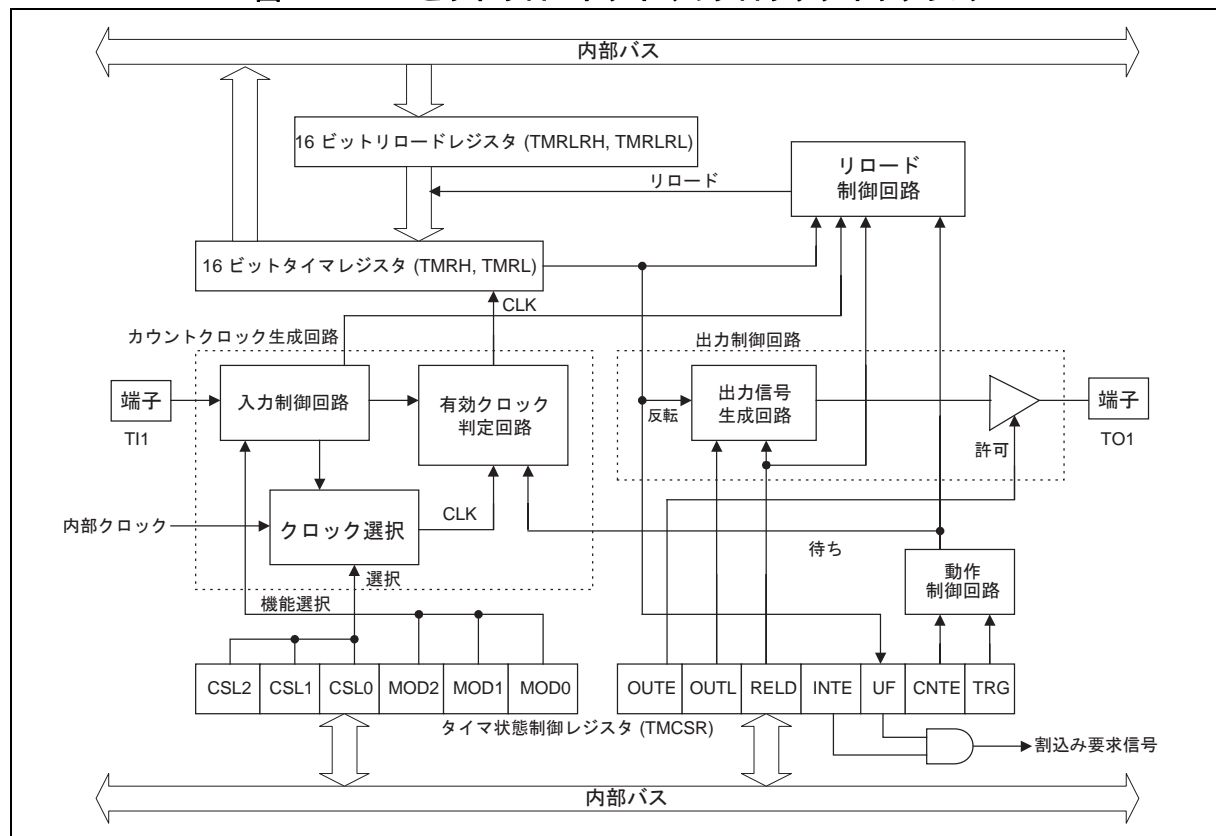 内部バス
16 ビットリロードレジスタ (TMRLRH, TMRLRL)
リロード
制御回路
リロード
16 ビットタイマレジスタ (TMRH, TMRL)
CLK
カウントクロック生成回路
出力制御回路
端子
TI1
入力制御回路
有効クロック
判定回路
反転
出力信号
生成回路
許可
端子
TO1
内部クロック
クロック選択
CLK
待ち
動作
制御回路
選択
機能選択
CSL2 CSL1 CSL0 MOD2 MOD1 MOD0
OUTE OUTL RELD INTE UF CNTE TRG
タイマ状態制御レジスタ (TMCSR)
割込み要求信号
内部バス